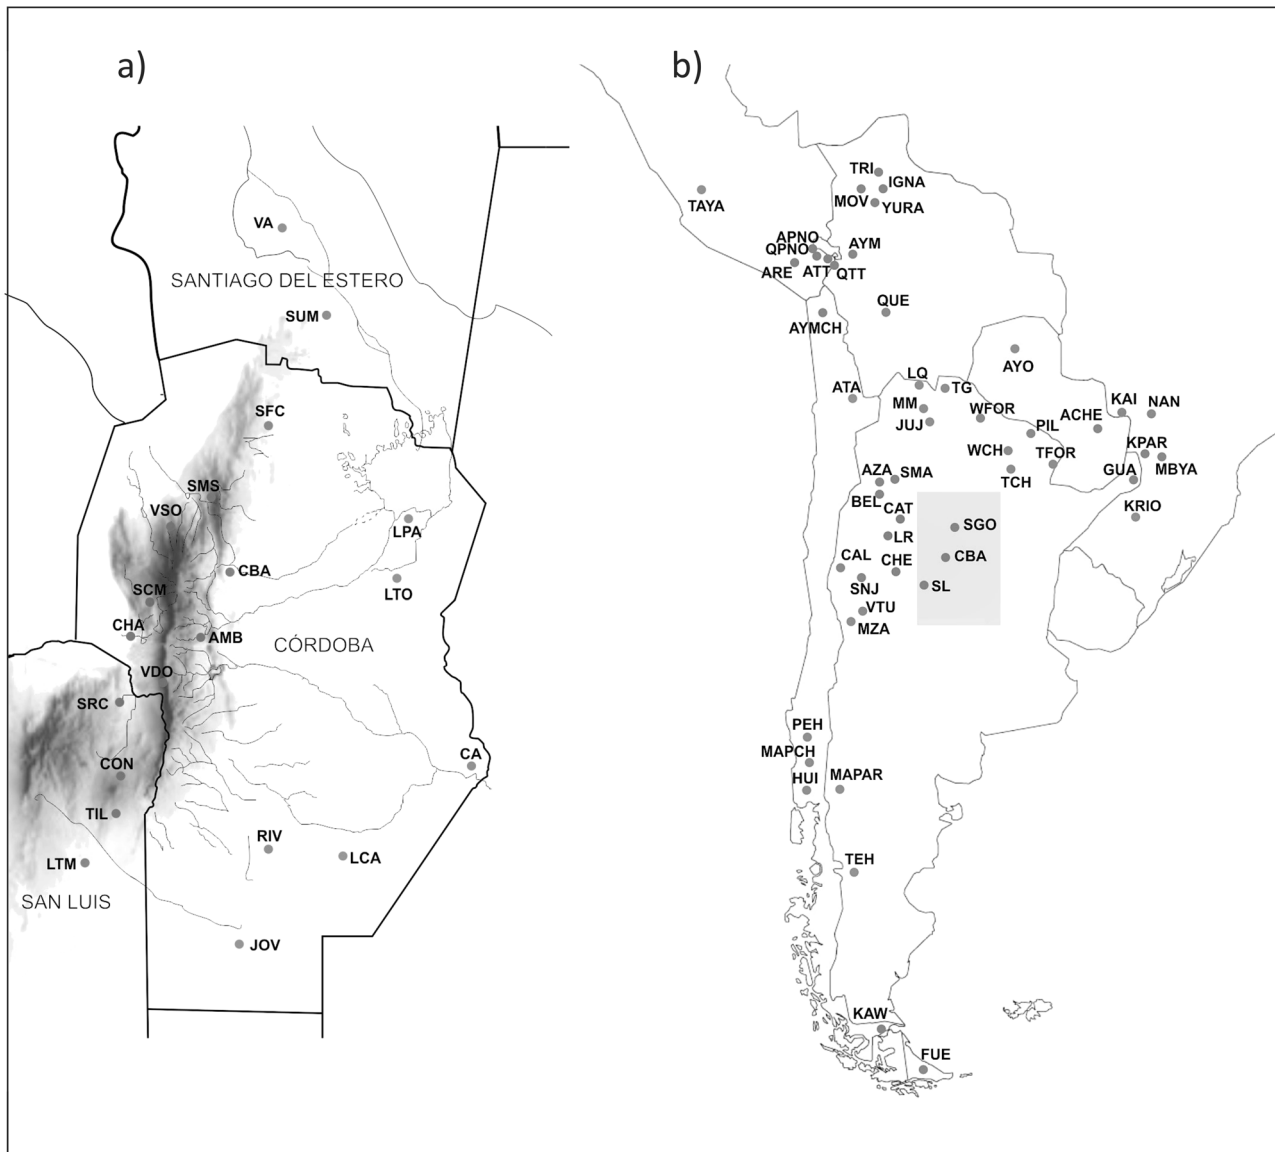 a)
VA
SANTIAGO DEL ESTERO
SUM
SFC
SMS
VSO
LPA
CBA
SCM
LTO
CHA
AMB
CÓRDOBA
VDO
SRC
CA
CON
TIL
RIV
LCA
LTM
SAN LUIS
JOV
b)
TRI
IGNA
MOV
YURA
TAYA
APNO
QPNO
AYM
ARE
ATT
QTT
QUE
AYMCH
AYO
LQ
TG
ATA
MM
WFOR
KAI
NAN
JUJ
PIL
ACHE
WCH
TFOR
KPAR
AZA
SMA
TCH
GUA
MBYA
BEL
CAT
KRIO
SGO
LR
CAL
CHE
CBA
SNJ
SL
VTU
MZA
PEH
MAPCH
HUI
MAPAR
TEH
KAW
FUE